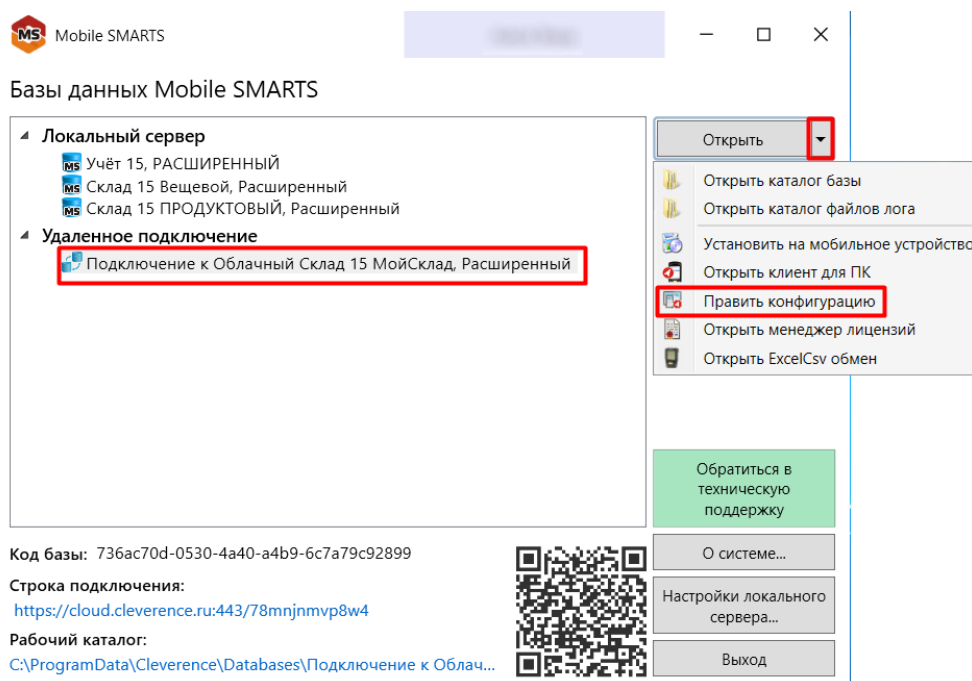 MS Mobile SMARTS
Базы данных Mobile SMARTS
Локальный сервер
MS Учёт 15, РАСШИРЕННЫЙ
MS Склад 15 Вещевой, Расширенный
MS Склад 15 ПРОДУКТОВЫЙ, Расширенный
Удаленное подключение
Подключение к Облачный Склад 15 МойСклад, Расширенный
Открыть
Открыть каталог базы
Открыть каталог файлов лога
Установить на мобильное устройство
Открыть клиент для ПК
Править конфигурацию
Открыть менеджер лицензий
Открыть ExcelCsv обмен
Обратиться в
техническую
поддержку
О системе...
Настройки локального
сервера...
Выход
Код базы: 736ac70d-0530-4a40-a4b9-6c7a79c92899
Строка подключения:
https://cloud.cleverence.ru:443/78mnjnmvp8w4
Рабочий каталог:
C:\ProgramData\Cleverence\Databases\Подключение к Облач...